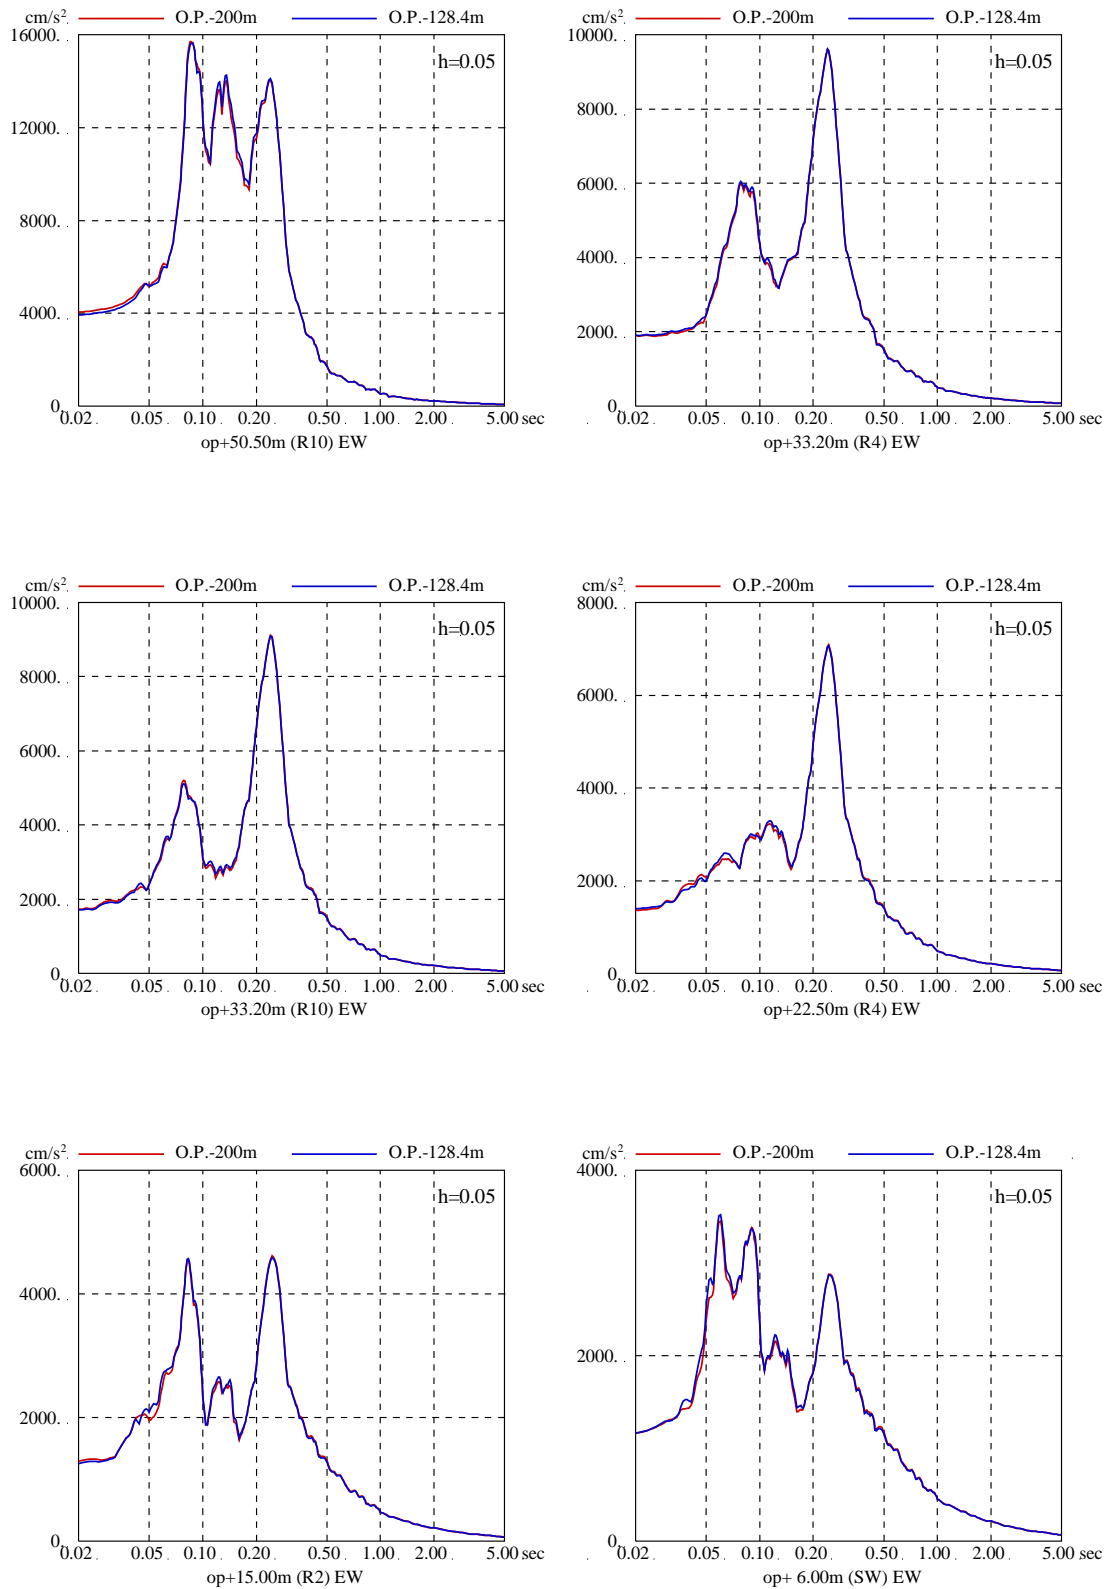 cm/s² O.P.-200m O.P.-128.4m
16000.
h=0.05
12000.
8000.
4000.
0.
0.02 0.05 0.10 0.20 0.50 1.00 2.00 5.00 sec
op+50.50m (R10) EW
cm/s² O.P.-200m O.P.-128.4m
10000.
h=0.05
8000.
6000.
4000.
2000.
0.
0.02 0.05 0.10 0.20 0.50 1.00 2.00 5.00 sec
op+33.20m (R4) EW
cm/s² O.P.-200m O.P.-128.4m
10000.
h=0.05
8000.
6000.
4000.
2000.
0.
0.02 0.05 0.10 0.20 0.50 1.00 2.00 5.00 sec
op+33.20m (R10) EW
cm/s² O.P.-200m O.P.-128.4m
8000.
h=0.05
6000.
4000.
2000.
0.
0.02 0.05 0.10 0.20 0.50 1.00 2.00 5.00 sec
op+22.50m (R4) EW
cm/s² O.P.-200m O.P.-128.4m
6000.
h=0.05
4000.
2000.
0.
0.02 0.05 0.10 0.20 0.50 1.00 2.00 5.00 sec
op+15.00m (R2) EW
cm/s² O.P.-200m O.P.-128.4m
4000.
h=0.05
2000.
0.
0.02 0.05 0.10 0.20 0.50 1.00 2.00 5.00 sec
op+ 6.00m (SW) EW